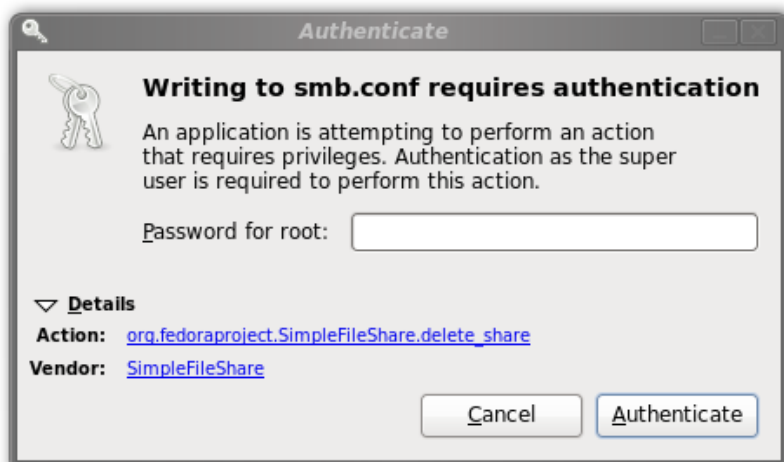 Authenticate
Writing to smb.conf requires authentication
An application is attempting to perform an action
that requires privileges. Authentication as the super
user is required to perform this action.
Password for root:
Details
Action: org.fedoraproject.SimpleFileShare.delete_share
Vendor: SimpleFileShare
Cancel Authenticate